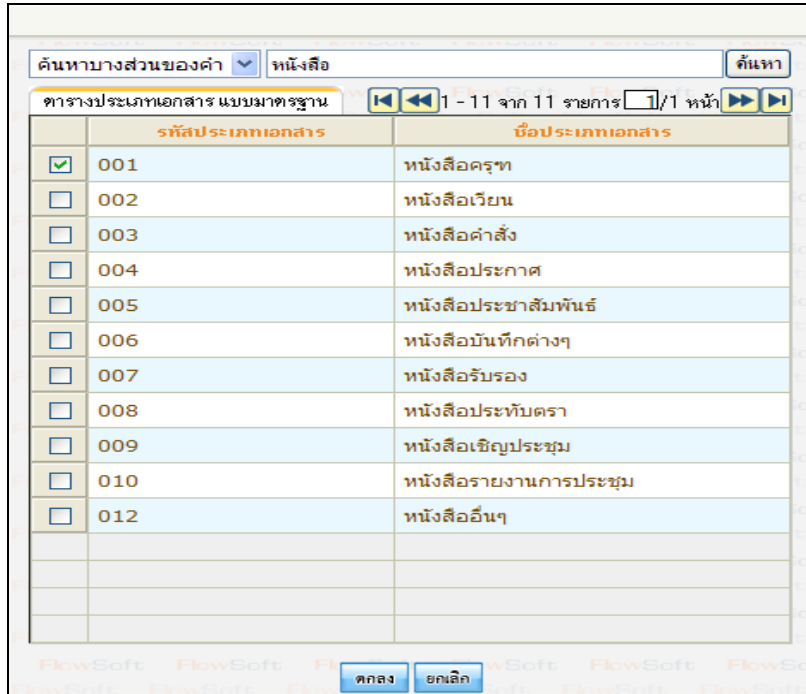 ค้นหาบางส่วนของคำ หนังสือ ค้นหา
ตารางประเภทเอกสาร แบบมาตรฐาน 1 - 11 จาก 11 รายการ 1/1 หน้า
รหัสประเภทเอกสาร ชื่อประเภทเอกสาร
001 หนังสือครุฑ
002 หนังสือเวียน
003 หนังสือคำสั่ง
004 หนังสือประกาศ
005 หนังสือประชาสัมพันธ์
006 หนังสือบันทึกต่างๆ
007 หนังสือรับรอง
008 หนังสือประทับตรา
009 หนังสือเชิญประชุม
010 หนังสือรายงานการประชุม
012 หนังสืออื่นๆ
FlowSoft FlowSoft FlowSoft FlowSoft
ตกลง ยกเลิก